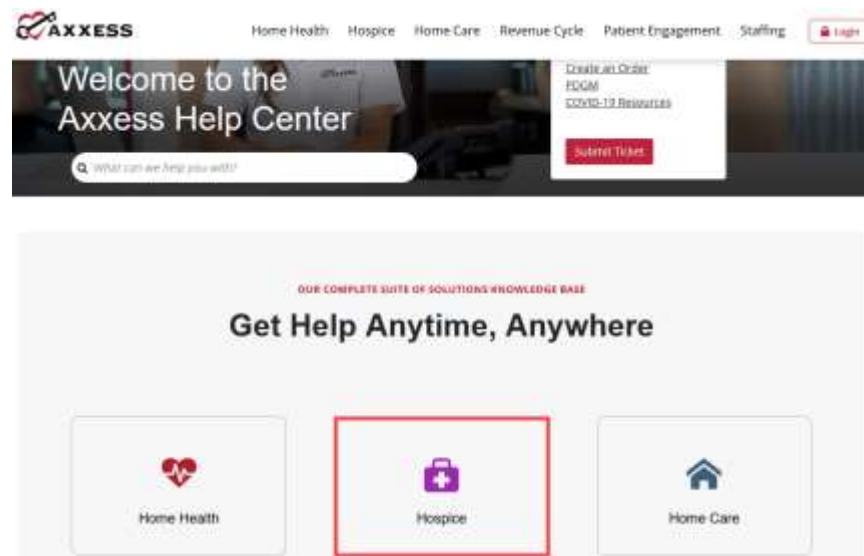 AXXESS
Home Health Hospice Home Care Revenue Cycle Patient Engagement Staffing Login
Welcome to the
Axxess Help Center
Create an Order
PDGM
COVID-19 Resources
What can we help you with?
Submit Ticket
OUR COMPLETE SUITE OF SOLUTIONS KNOWLEDGE BASE
Get Help Anytime, Anywhere
Home Health Hospice Home Care